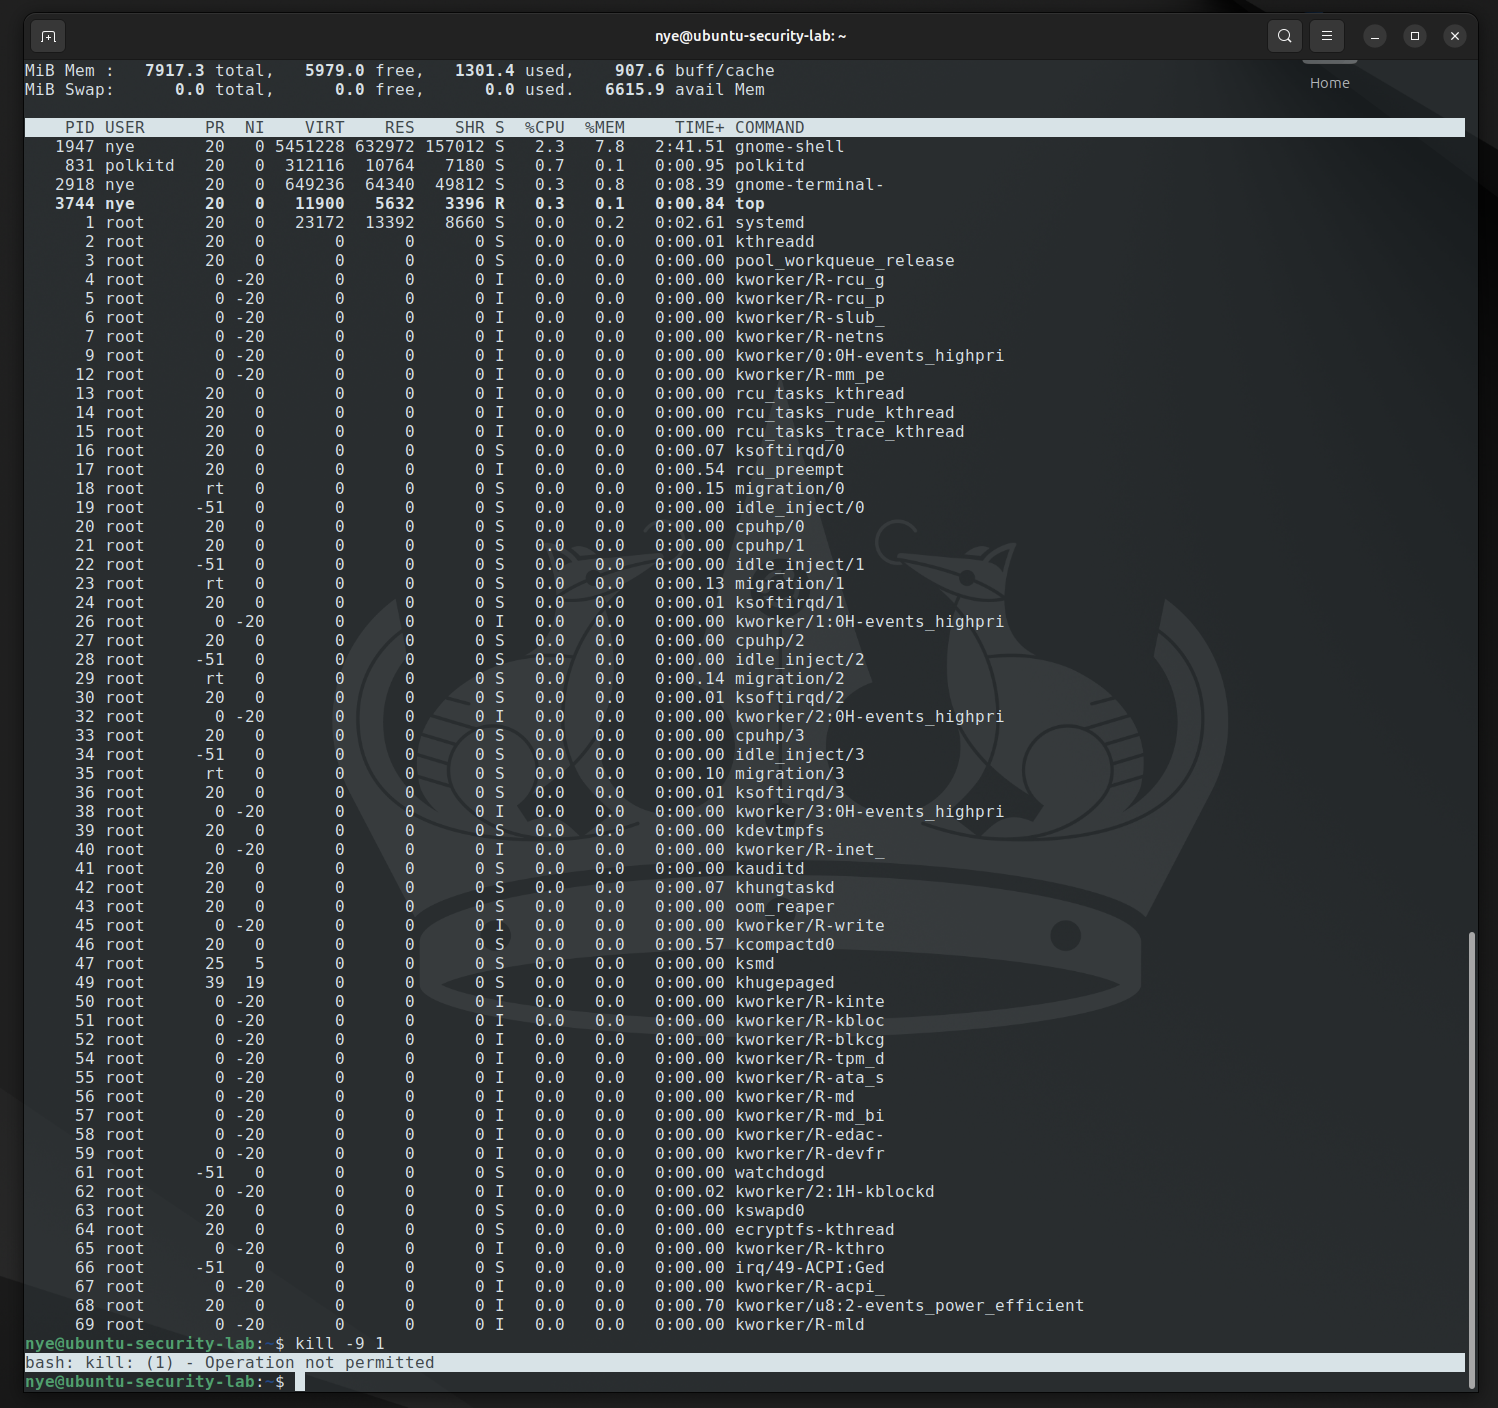 nye@ubuntu-security-lab: ~
Home
MiB Mem :   7917.3 total,   5979.0 free,   1301.4 used,    907.6 buff/cache
MiB Swap:      0.0 total,      0.0 free,      0.0 used.   6615.9 avail Mem
    PID USER      PR  NI    VIRT    RES    SHR S  %CPU  %MEM     TIME+ COMMAND
   1947 nye       20   0 5451228 632972 157012 S   2.3   7.8   2:41.51 gnome-shell
    831 polkitd   20   0  312116  10764   7180 S   0.7   0.1   0:00.95 polkitd
   2918 nye       20   0  649236  64340  49812 S   0.3   0.8   0:08.39 gnome-terminal-
   3744 nye       20   0   11900   5632   3396 R   0.3   0.1   0:00.84 top
      1 root      20   0   23172  13392   8660 S   0.0   0.2   0:02.61 systemd
      2 root      20   0       0      0      0 S   0.0   0.0   0:00.01 kthreadd
      3 root      20   0       0      0      0 S   0.0   0.0   0:00.00 pool_workqueue_release
      4 root       0 -20       0      0      0 I   0.0   0.0   0:00.00 kworker/R-rcu_g
      5 root       0 -20       0      0      0 I   0.0   0.0   0:00.00 kworker/R-rcu_p
      6 root       0 -20       0      0      0 I   0.0   0.0   0:00.00 kworker/R-slub_
      7 root       0 -20       0      0      0 I   0.0   0.0   0:00.00 kworker/R-netns
      9 root       0 -20       0      0      0 I   0.0   0.0   0:00.00 kworker/0:0H-events_highpri
     12 root       0 -20       0      0      0 I   0.0   0.0   0:00.00 kworker/R-mm_pe
     13 root      20   0       0      0      0 I   0.0   0.0   0:00.00 rcu_tasks_kthread
     14 root      20   0       0      0      0 I   0.0   0.0   0:00.00 rcu_tasks_rude_kthread
     15 root      20   0       0      0      0 I   0.0   0.0   0:00.00 rcu_tasks_trace_kthread
     16 root      20   0       0      0      0 S   0.0   0.0   0:00.07 ksoftirqd/0
     17 root      20   0       0      0      0 I   0.0   0.0   0:00.54 rcu_preempt
     18 root      rt   0       0      0      0 S   0.0   0.0   0:00.15 migration/0
     19 root     -51   0       0      0      0 S   0.0   0.0   0:00.00 idle_inject/0
     20 root      20   0       0      0      0 S   0.0   0.0   0:00.00 cpuhp/0
     21 root      20   0       0      0      0 S   0.0   0.0   0:00.00 cpuhp/1
     22 root     -51   0       0      0      0 S   0.0   0.0   0:00.00 idle_inject/1
     23 root      rt   0       0      0      0 S   0.0   0.0   0:00.13 migration/1
     24 root      20   0       0      0      0 S   0.0   0.0   0:00.01 ksoftirqd/1
     26 root       0 -20       0      0      0 I   0.0   0.0   0:00.00 kworker/1:0H-events_highpri
     27 root      20   0       0      0      0 S   0.0   0.0   0:00.00 cpuhp/2
     28 root     -51   0       0      0      0 S   0.0   0.0   0:00.00 idle_inject/2
     29 root      rt   0       0      0      0 S   0.0   0.0   0:00.14 migration/2
     30 root      20   0       0      0      0 S   0.0   0.0   0:00.01 ksoftirqd/2
     32 root       0 -20       0      0      0 I   0.0   0.0   0:00.00 kworker/2:0H-events_highpri
     33 root      20   0       0      0      0 S   0.0   0.0   0:00.00 cpuhp/3
     34 root     -51   0       0      0      0 S   0.0   0.0   0:00.00 idle_inject/3
     35 root      rt   0       0      0      0 S   0.0   0.0   0:00.10 migration/3
     36 root      20   0       0      0      0 S   0.0   0.0   0:00.01 ksoftirqd/3
     38 root       0 -20       0      0      0 I   0.0   0.0   0:00.00 kworker/3:0H-events_highpri
     39 root      20   0       0      0      0 S   0.0   0.0   0:00.00 kdevtmpfs
     40 root       0 -20       0      0      0 I   0.0   0.0   0:00.00 kworker/R-inet_
     41 root      20   0       0      0      0 S   0.0   0.0   0:00.00 kauditd
     42 root      20   0       0      0      0 S   0.0   0.0   0:00.07 khungtaskd
     43 root      20   0       0      0      0 S   0.0   0.0   0:00.00 oom_reaper
     45 root       0 -20       0      0      0 I   0.0   0.0   0:00.00 kworker/R-write
     46 root      20   0       0      0      0 S   0.0   0.0   0:00.57 kcompactd0
     47 root      25   5       0      0      0 S   0.0   0.0   0:00.00 ksmd
     49 root      39  19       0      0      0 S   0.0   0.0   0:00.00 khugepaged
     50 root       0 -20       0      0      0 I   0.0   0.0   0:00.00 kworker/R-kinte
     51 root       0 -20       0      0      0 I   0.0   0.0   0:00.00 kworker/R-kbloc
     52 root       0 -20       0      0      0 I   0.0   0.0   0:00.00 kworker/R-blkcg
     54 root       0 -20       0      0      0 I   0.0   0.0   0:00.00 kworker/R-tpm_d
     55 root       0 -20       0      0      0 I   0.0   0.0   0:00.00 kworker/R-ata_s
     56 root       0 -20       0      0      0 I   0.0   0.0   0:00.00 kworker/R-md
     57 root       0 -20       0      0      0 I   0.0   0.0   0:00.00 kworker/R-md_bi
     58 root       0 -20       0      0      0 I   0.0   0.0   0:00.00 kworker/R-edac-
     59 root       0 -20       0      0      0 I   0.0   0.0   0:00.00 kworker/R-devfr
     61 root     -51   0       0      0      0 S   0.0   0.0   0:00.00 watchdogd
     62 root       0 -20       0      0      0 I   0.0   0.0   0:00.02 kworker/2:1H-kblockd
     63 root      20   0       0      0      0 S   0.0   0.0   0:00.00 kswapd0
     64 root      20   0       0      0      0 S   0.0   0.0   0:00.00 ecryptfs-kthread
     65 root       0 -20       0      0      0 I   0.0   0.0   0:00.00 kworker/R-kthro
     66 root     -51   0       0      0      0 S   0.0   0.0   0:00.00 irq/49-ACPI:Ged
     67 root       0 -20       0      0      0 I   0.0   0.0   0:00.00 kworker/R-acpi_
     68 root      20   0       0      0      0 I   0.0   0.0   0:00.70 kworker/u8:2-events_power_efficient
     69 root       0 -20       0      0      0 I   0.0   0.0   0:00.00 kworker/R-mld
nye@ubuntu-security-lab:~$ kill -9 1
bash: kill: (1) - Operation not permitted
nye@ubuntu-security-lab:~$